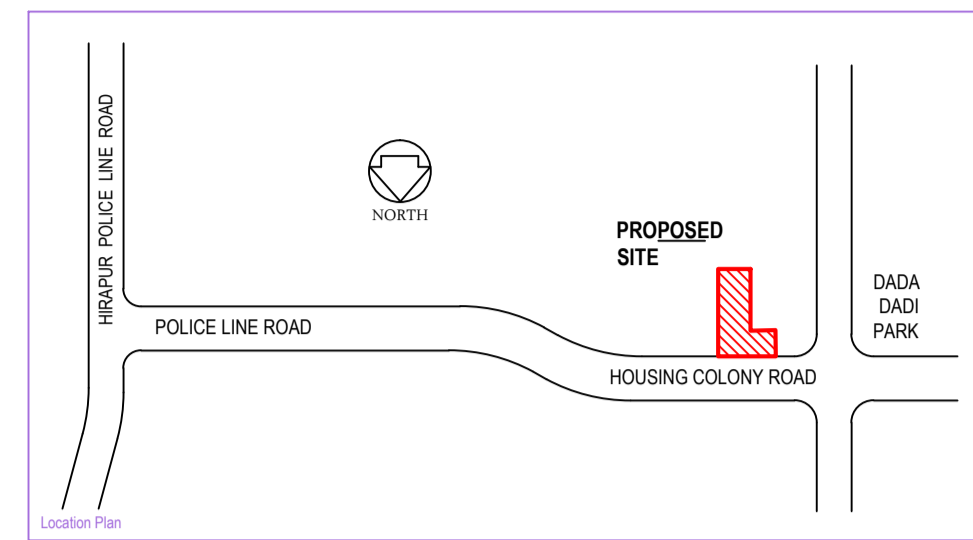 HIRAPUR POLICE LINE ROAD
NORTH
PROPOSED
SITE
DADA
DADI
PARK
POLICE LINE ROAD
HOUSING COLONY ROAD
Location Plan